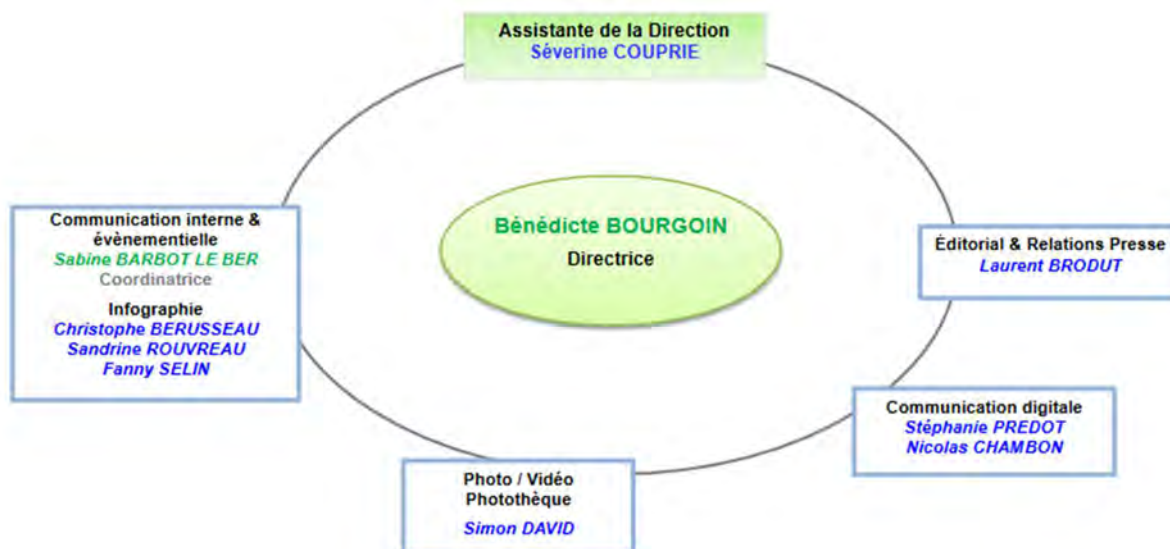 Assistante de la Direction
Séverine COUPRIE
Bénédicte BOURGOIN
Directrice
Communication interne &
évènementielle
Sabine BARBOT LE BER
Coordinatrice
Infographie
Christophe BERUSSEAU
Sandrine ROUVREAU
Fanny SELIN
Éditorial & Relations Presse
Laurent BRODUT
Communication digitale
Stéphanie PREDOT
Nicolas CHAMBON
Photo / Vidéo
Photothèque
Simon DAVID